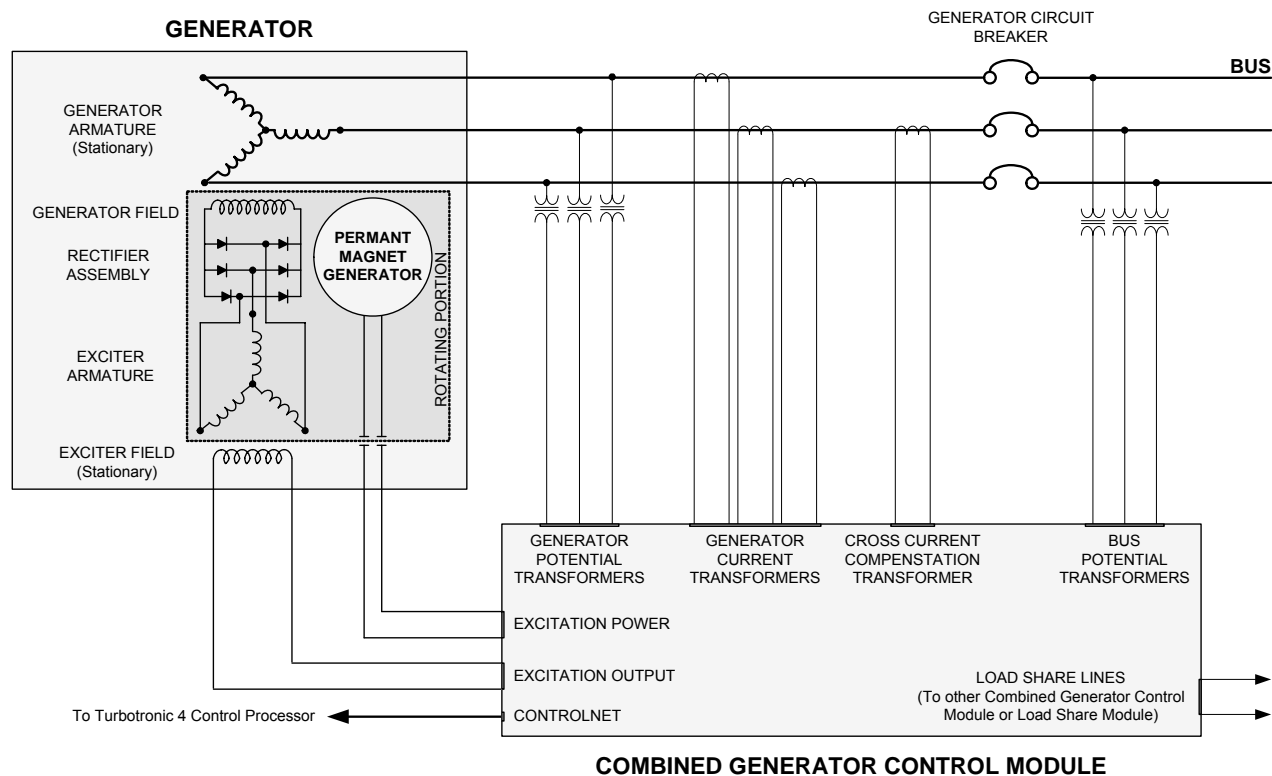 GENERATOR
GENERATOR CIRCUIT
BREAKER
BUS
GENERATOR
ARMATURE
(Stationary)
GENERATOR FIELD
RECTIFIER
ASSEMBLY
PERMANT
MAGNET
GENERATOR
ROTATING PORTION
EXCITER
ARMATURE
EXCITER FIELD
(Stationary)
GENERATOR
POTENTIAL
TRANSFORMERS
GENERATOR
CURRENT
TRANSFORMERS
CROSS CURRENT
COMPENSTATION
TRANSFORMER
BUS
POTENTIAL
TRANSFORMERS
EXCITATION POWER
EXCITATION OUTPUT
CONTROLNET
To Turbotronic 4 Control Processor
LOAD SHARE LINES
(To other Combined Generator Control
Module or Load Share Module)
COMBINED GENERATOR CONTROL MODULE